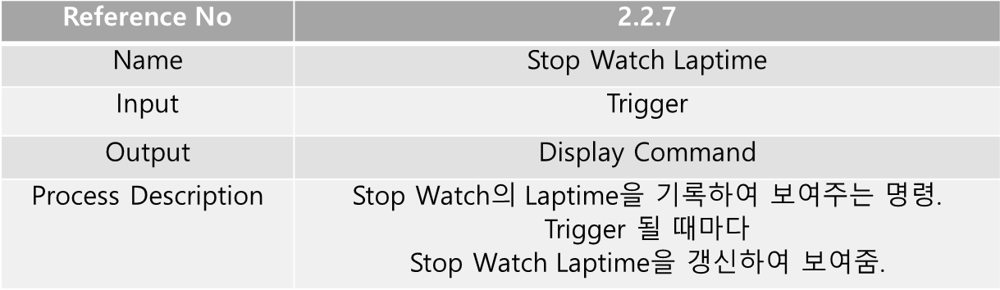 Reference No 2.2.7
Name Stop Watch Laptime
Input Trigger
Output Display Command
Process Description Stop Watch의 Laptime을 기록하여 보여주는 명령.
Trigger 될 때마다
Stop Watch Laptime을 갱신하여 보여줌.